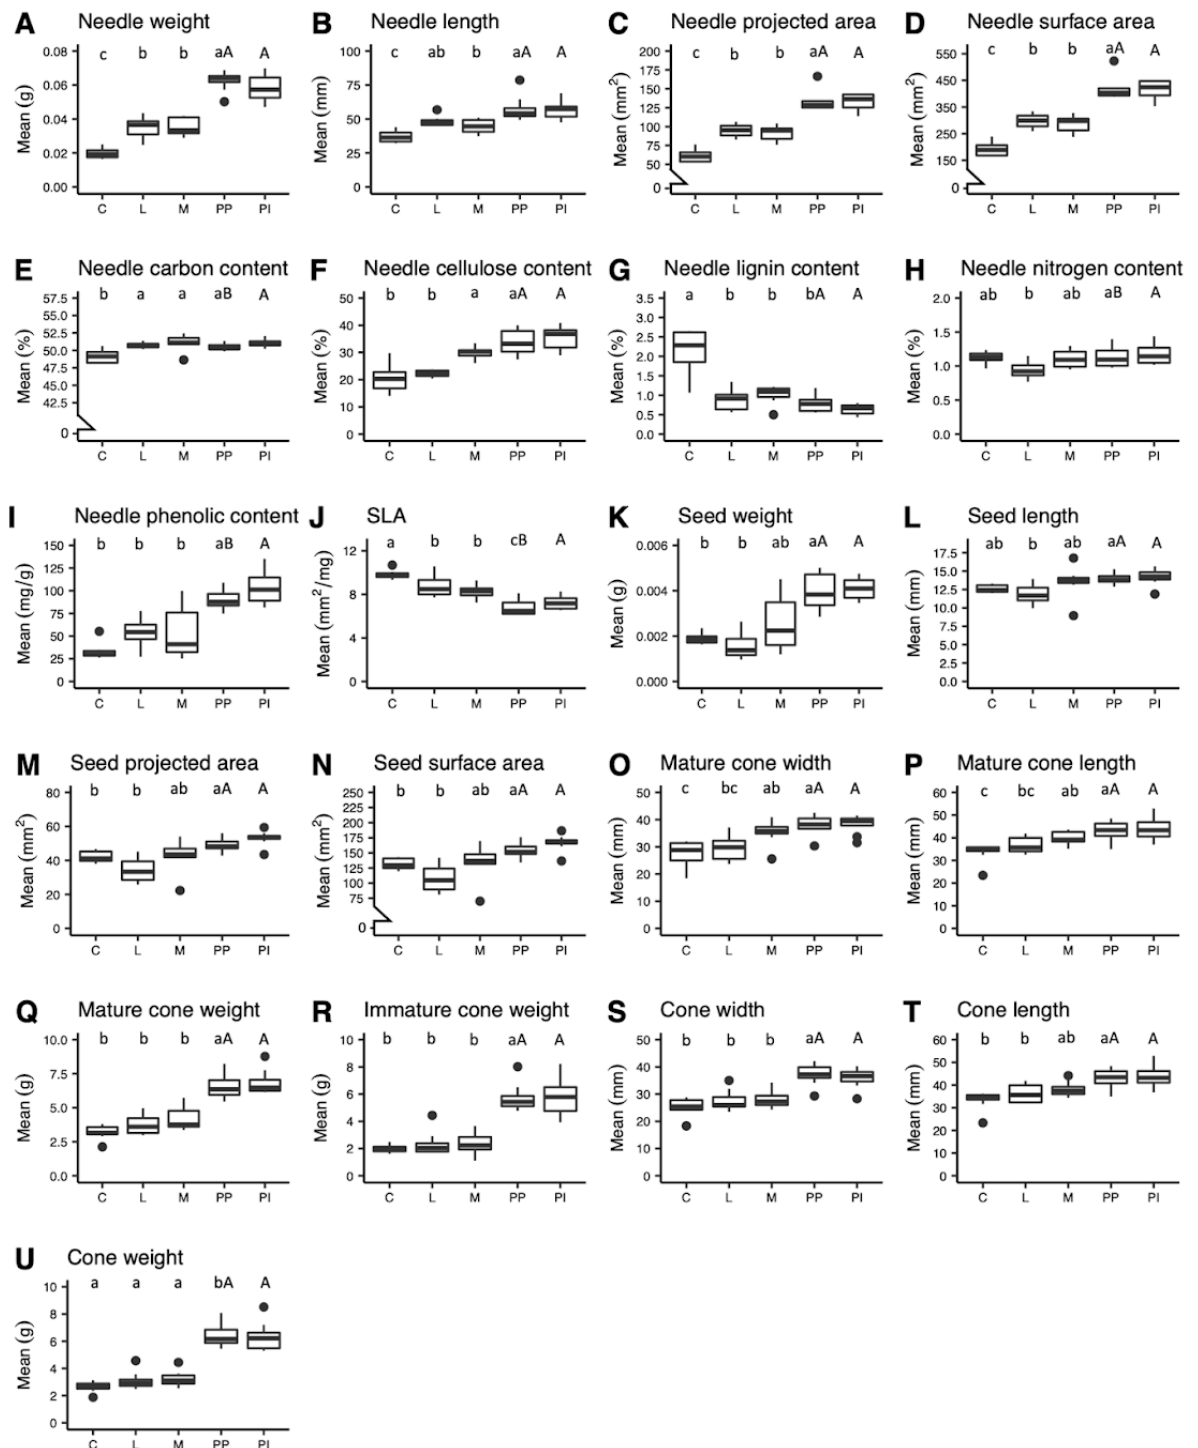 A Needle weight
B Needle length
C Needle projected area
D Needle surface area
c b b aA A
c ab b aA A
c b b aA A
c b b aA A
Mean (g)
0.08
0.06
0.04
0.02
0.00
C L M PP PI
Mean (mm)
100
75
50
25
0
C L M PP PI
Mean (mm²)
200
175
150
125
100
75
50
0
C L M PP PI
Mean (mm²)
550
450
350
250
150
0
C L M PP PI
E Needle carbon content
F Needle cellulose content
G Needle lignin content
H Needle nitrogen content
b a a aB A
b b a aA A
a b b bA A
ab b ab aB A
Mean (%)
57.5
55.0
52.5
50.0
47.5
45.0
42.5
0
C L M PP PI
Mean (%)
50
40
30
20
10
0
C L M PP PI
Mean (%)
3.5
3.0
2.5
2.0
1.5
1.0
0.5
0.0
C L M PP PI
Mean (%)
2.0
1.5
1.0
0.5
0.0
C L M PP PI
I Needle phenolic content
J SLA
K Seed weight
L Seed length
b b b aB A
a b b cB A
b b ab aA A
ab b ab aA A
Mean (mg/g)
150
125
100
75
50
25
0
C L M PP PI
Mean (mm²/mg)
12
8
4
0
C L M PP PI
Mean (g)
0.006
0.004
0.002
0.000
C L M PP PI
Mean (mm)
17.5
15.0
12.5
10.0
7.5
5.0
2.5
0.0
C L M PP PI
M Seed projected area
N Seed surface area
O Mature cone width
P Mature cone length
b b ab aA A
b b ab aA A
c bc ab aA A
c bc ab aA A
Mean (mm²)
80
60
40
20
0
C L M PP PI
Mean (mm²)
250
225
200
175
150
125
100
75
0
C L M PP PI
Mean (mm)
50
40
30
20
10
0
C L M PP PI
Mean (mm)
60
50
40
30
20
10
0
C L M PP PI
Q Mature cone weight
R Immature cone weight
S Cone width
T Cone length
b b b aA A
b b b aA A
b b b aA A
b b ab aA A
Mean (g)
10.0
7.5
5.0
2.5
0.0
C L M PP PI
Mean (g)
10
8
6
4
2
0
C L M PP PI
Mean (mm)
50
40
30
20
10
0
C L M PP PI
Mean (mm)
60
50
40
30
20
10
0
C L M PP PI
U Cone weight
a a a bA A
Mean (g)
10
8
6
4
2
0
C L M PP PI